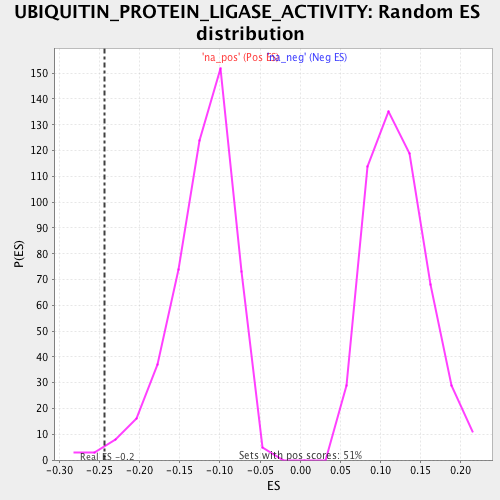 UBIQUITIN_PROTEIN_LIGASE_ACTIVITY: Random ES
distribution
'na_pos' (Pos ES) 'na_neg' (Neg ES)
150
140
130
120
110
100
90
80
70
60
50
40
30
20
10
0
P(ES)
Real ES -0.2
Sets with pos scores: 51%
-0.30 -0.25 -0.20 -0.15 -0.10 -0.05 0.00 0.05 0.10 0.15 0.20
ES